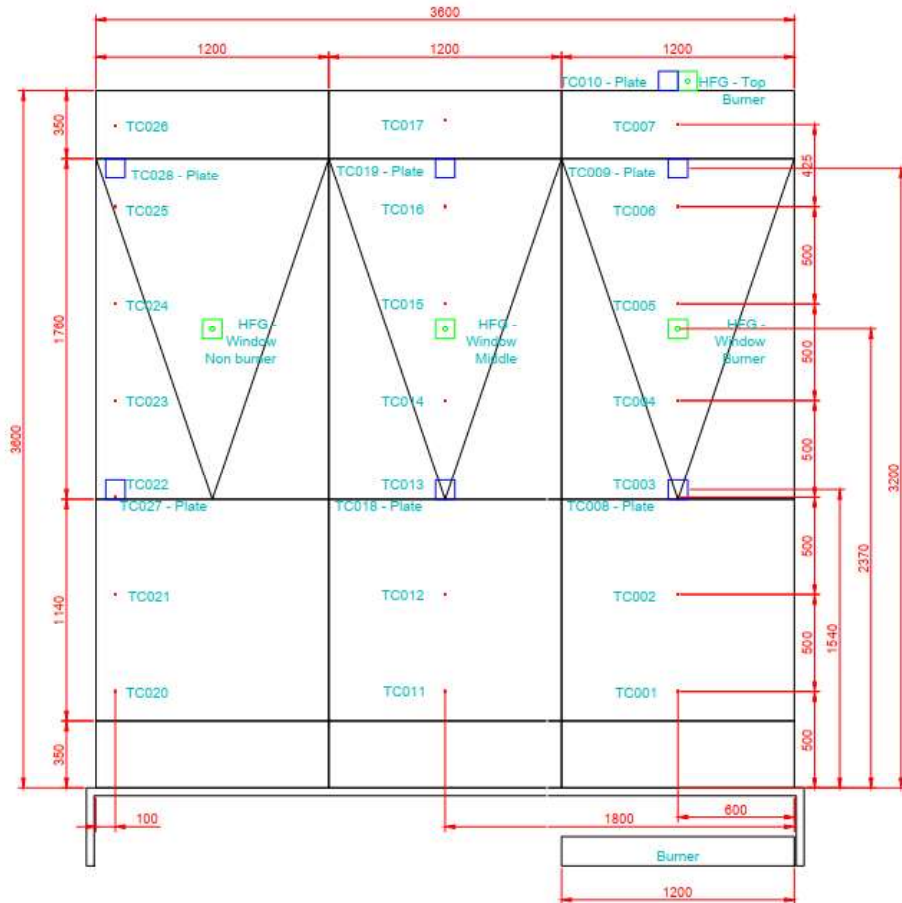 3600
1200
1200
1200
TC010 - Plate
HFG - Top
Burner
350
TC026
TC017
TC007
425
TC028 - Plate
TC019 - Plate
TC009 - Plate
TC025
TC016
TC006
500
TC024
TC015
TC005
HFG -
Window
Non burner
HFG -
Window
Middle
HFG -
Window
Burner
1760
500
3600
TC023
TC014
TC004
500
3200
2370
TC022
TC013
TC003
TC027 - Plate
TC018 - Plate
TC008 - Plate
500
1540
1140
TC021
TC012
TC002
500
TC020
TC011
TC001
350
500
100
1800
600
Burner
1200